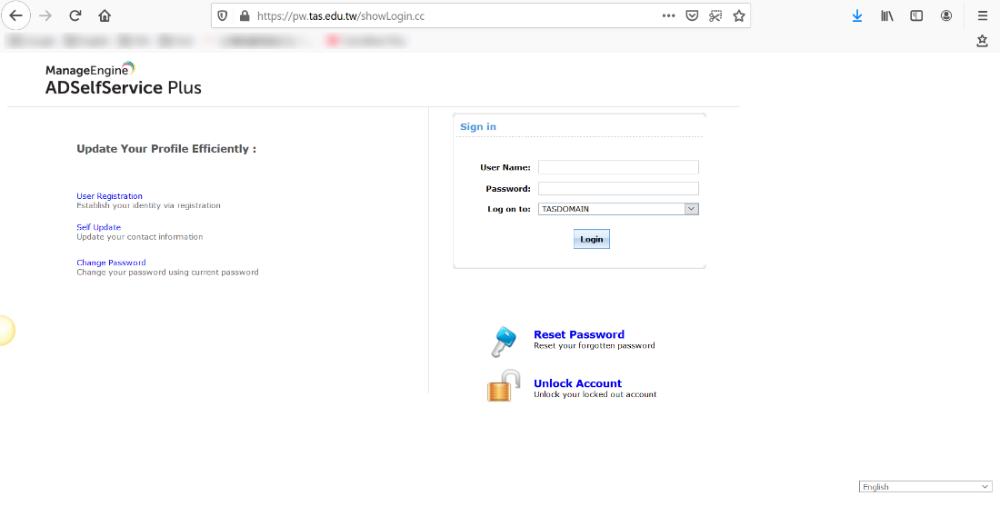 https://pw.tas.edu.tw/showLogin.cc
ManageEngine
ADSelfService Plus
Update Your Profile Efficiently :
User Registration
Establish your identity via registration
Self Update
Update your contact information
Change Password
Change your password using current password
Sign in
User Name:
Password:
Log on to: TASDOMAIN
Login
Reset Password
Reset your forgotten password
Unlock Account
Unlock your locked out account
English